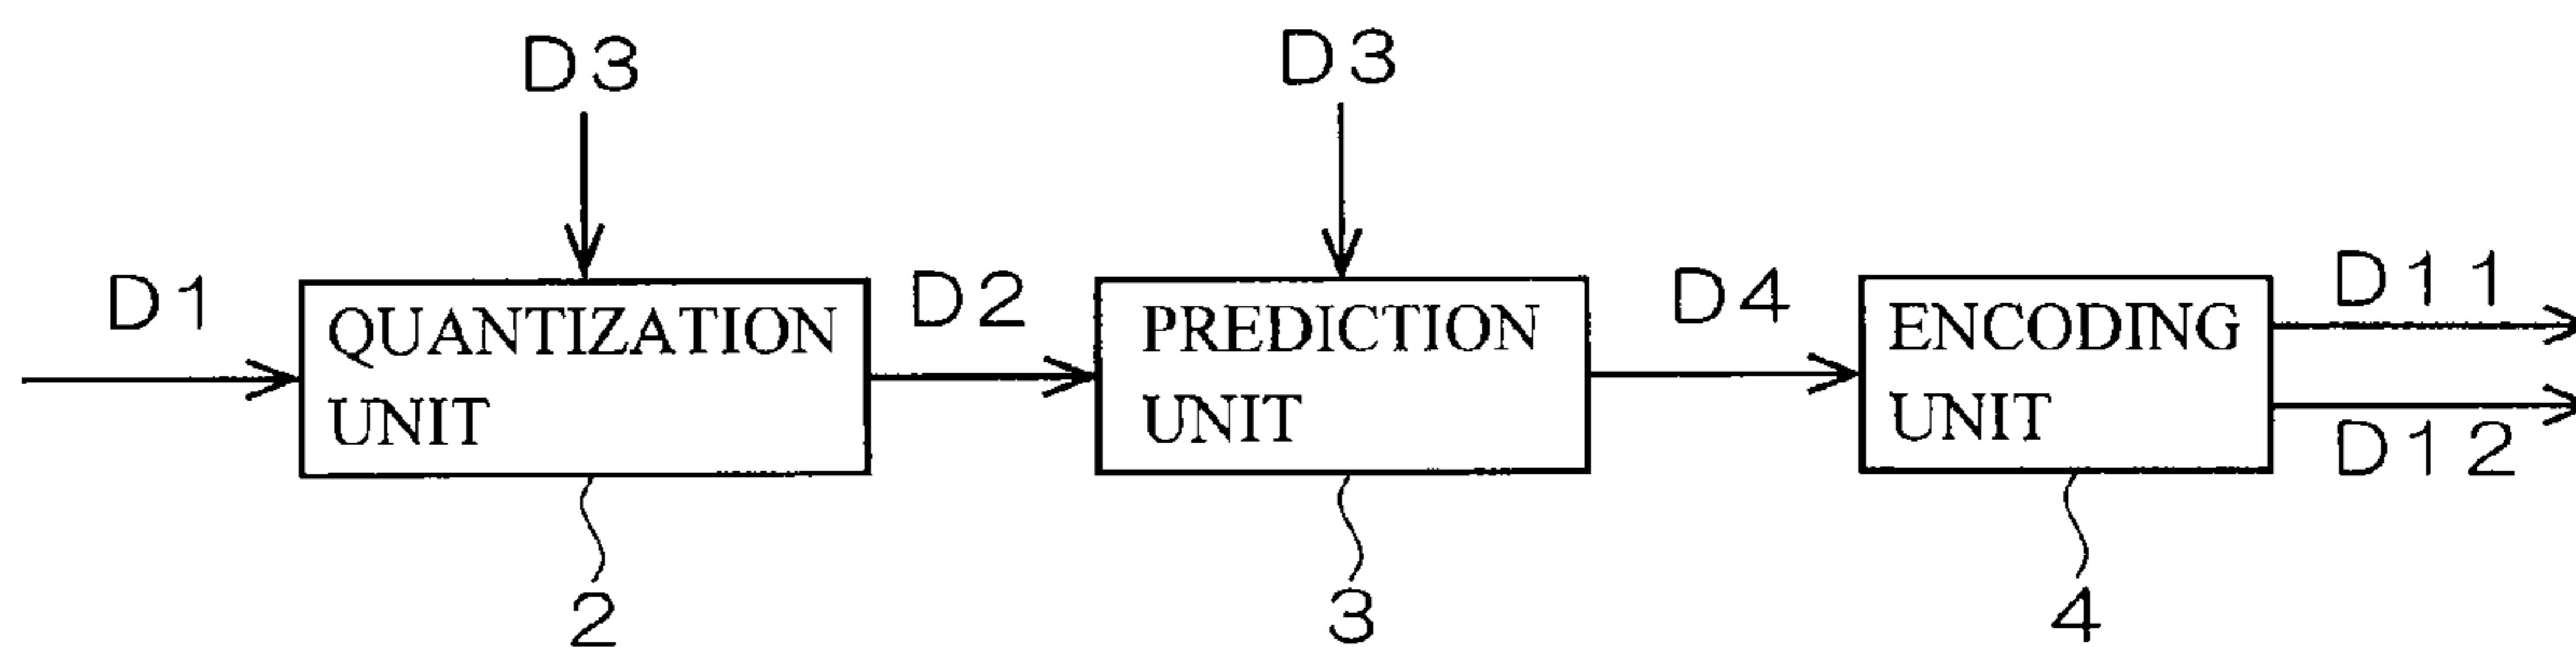 D3
D3
D1
QUANTIZATION
UNIT
D2
PREDICTION
UNIT
D4
ENCODING
UNIT
D11
D12
2
3
4